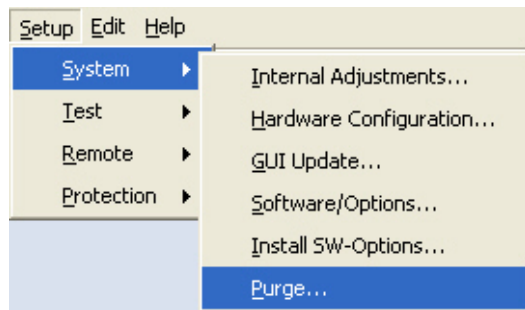 Setup Edit Help
System
Test
Remote
Protection
Internal Adjustments...
Hardware Configuration...
GUI Update...
Software/Options...
Install SW-Options...
Purge...